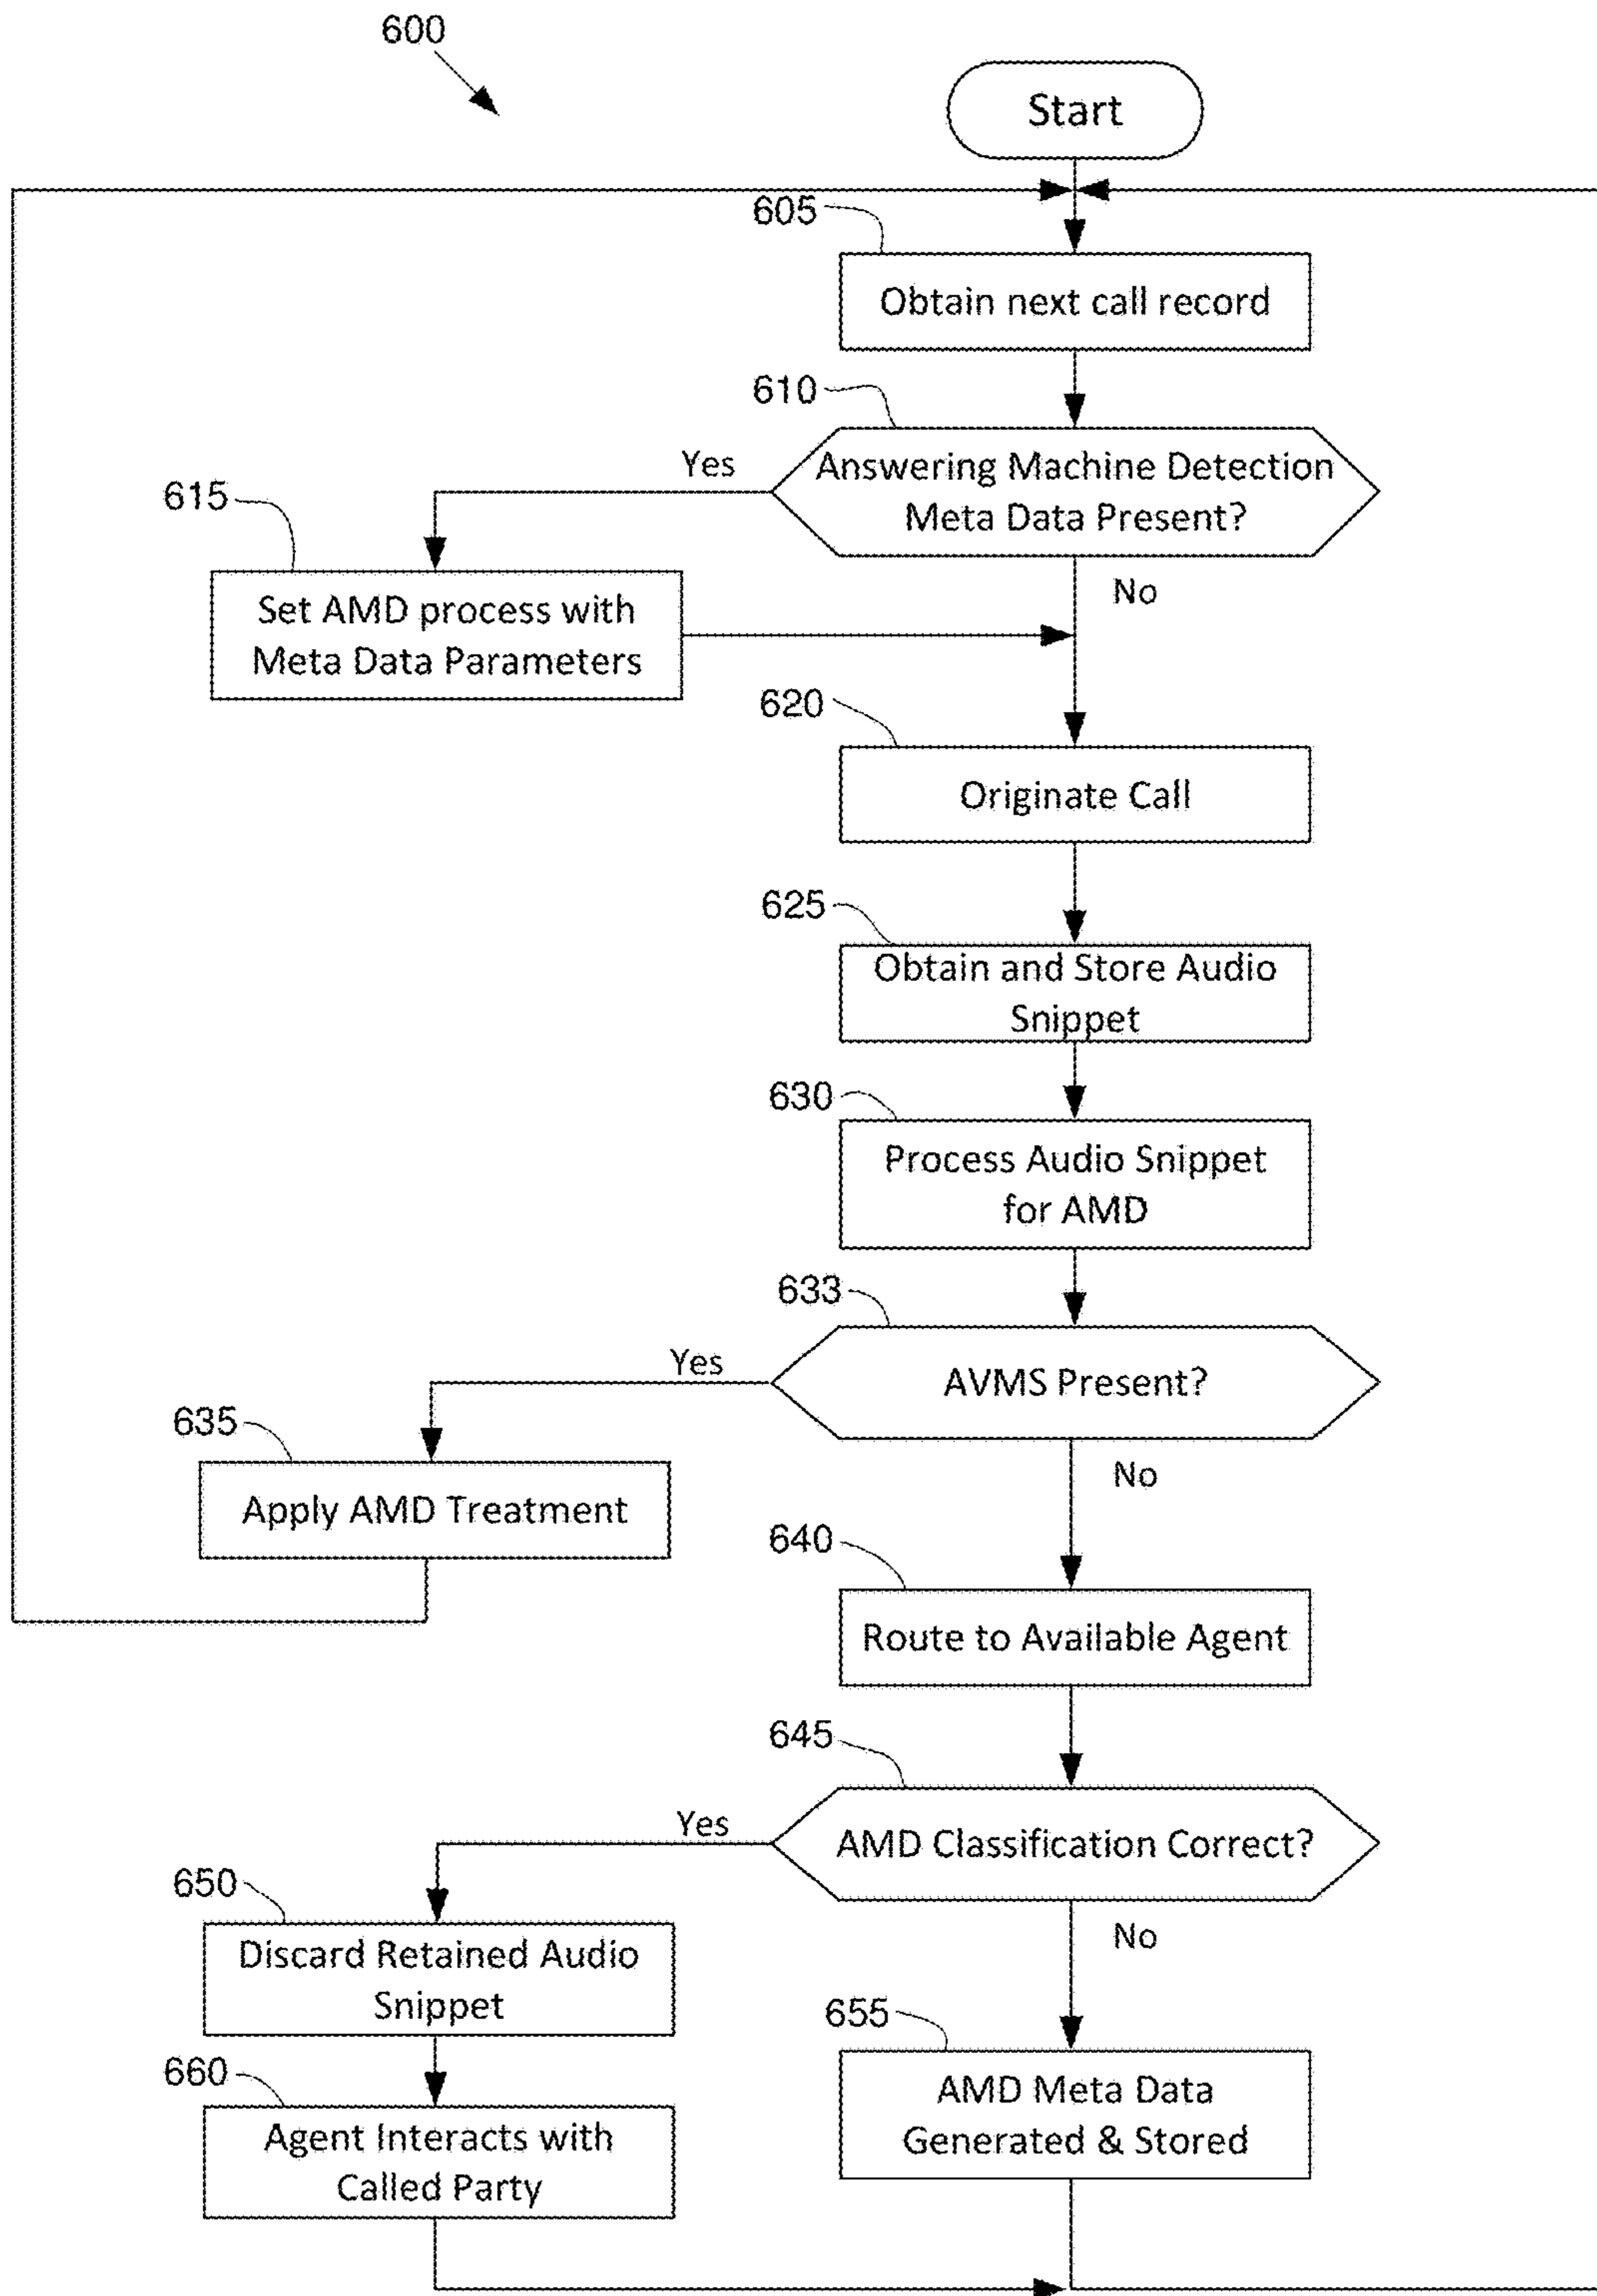 600
Start
605
Obtain next call record
610
Answering Machine Detection
Meta Data Present?
Yes
No
615
Set AMD process with
Meta Data Parameters
620
Originate Call
625
Obtain and Store Audio
Snippet
630
Process Audio Snippet
for AMD
633
AVMS Present?
Yes
No
635
Apply AMD Treatment
640
Route to Available Agent
645
AMD Classification Correct?
Yes
No
650
Discard Retained Audio
Snippet
655
AMD Meta Data
Generated & Stored
660
Agent Interacts with
Called Party